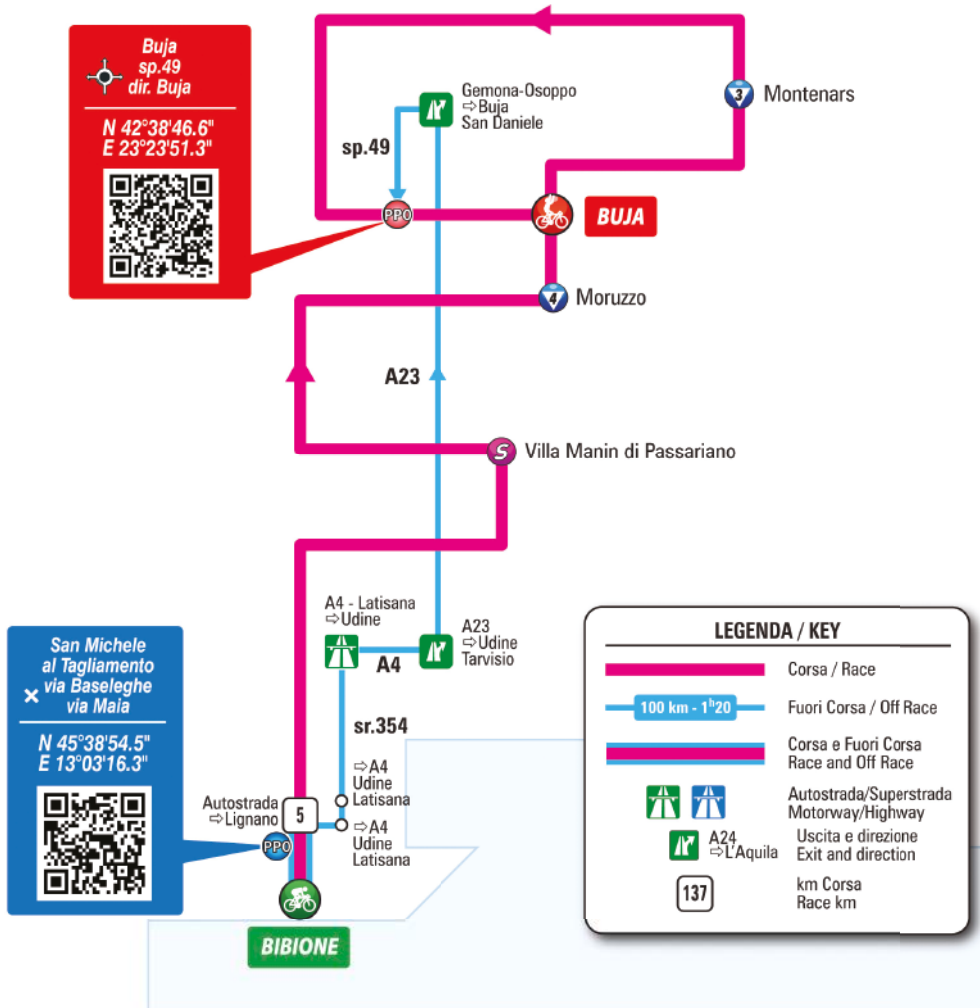 Buja
sp.49
dir. Buja
N 42°38'46.6"
E 23°23'51.3"
Gemona-Osoppo
⇨Buja
San Daniele
sp.49
3
Montenars
PPO
BUJA
4
Moruzzo
A23
S
Villa Manin di Passariano
A4 - Latisana
⇨Udine
A4
A23
⇨Udine
Tarvisio
San Michele
al Tagliamento
via Baseleghe
via Maia
N 45°38'54.5"
E 13°03'16.3"
sr.354
⇨A4
Udine
Latisana
Autostrada
⇨Lignano
5
⇨A4
Udine
Latisana
PPO
BIBIONE
LEGENDA / KEY
Corsa / Race
100 km - 1h20
Fuori Corsa / Off Race
Corsa e Fuori Corsa
Race and Off Race
Autostrada/Superstrada
Motorway/Highway
A24
⇨L'Aquila
Uscita e direzione
Exit and direction
137
km Corsa
Race km